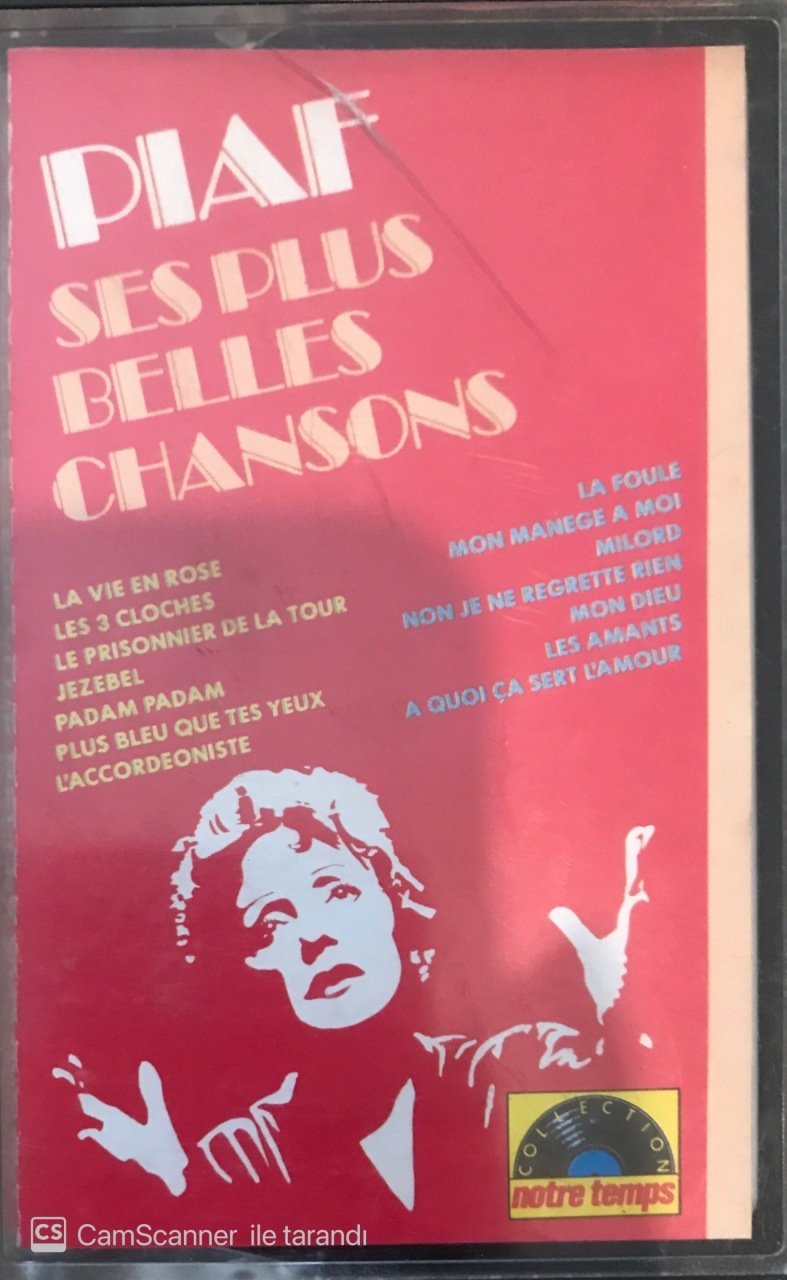 PIAF
SES PLUS
BELLES
CHANSONS
LA VIE EN ROSE
LES 3 CLOCHES
LE PRISONNIER DE LA TOUR
JEZEBEL
PADAM PADAM
PLUS BLEU QUE TES YEUX
L'ACCORDEONISTE
LA FOULE
MON MANEGE A MOI
MILORD
NON JE NE REGRETTE RIEN
MON DIEU
LES AMANTS
A QUOI ÇA SERT L'AMOUR
COLLECTION
notre temps
CS CamScanner ile tarandı